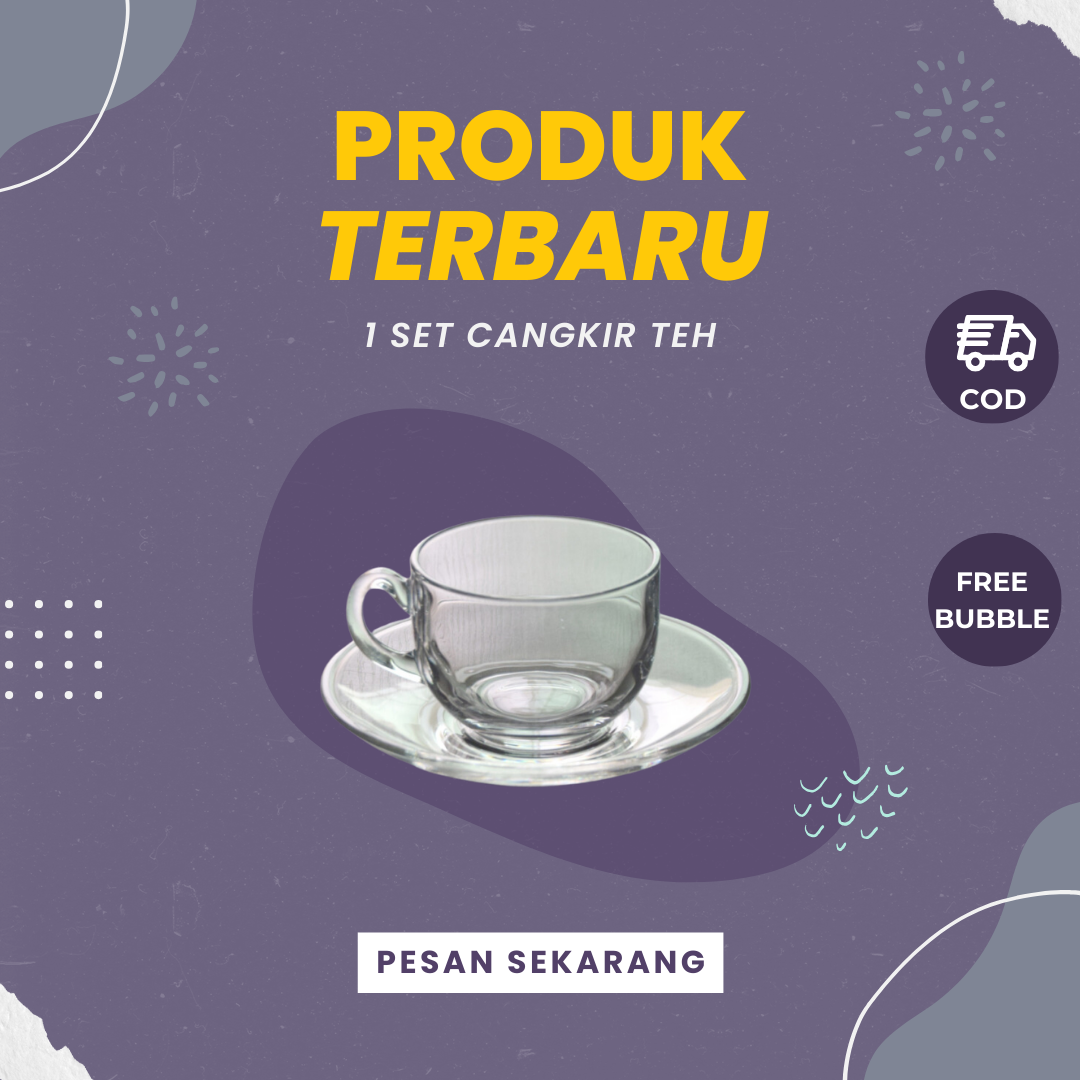 PRODUK
TERBARU
1 SET CANGKIR TEH
COD
FREE
BUBBLE
PESAN SEKARANG